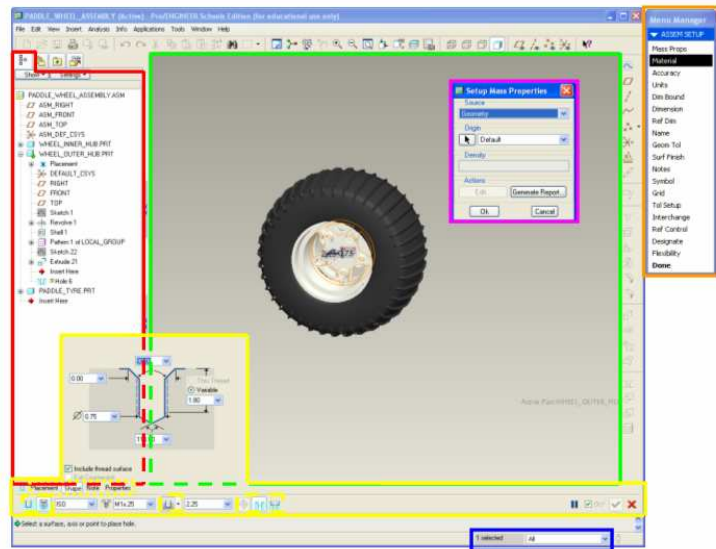 PADDLE_WHEEL_ASSEMBLY (Active) - Pro/ENGINEER Schools Edition (for educational use only)
File Edit View Insert Analysis Info Applications Tools Window Help
Show Settings
PADDLE_WHEEL_ASSEMBLY.ASM
ASM_RIGHT
ASM_FRONT
ASM_TOP
ASM_DEF_CSYS
WHEEL_INNER_HUB.PRT
WHEEL_OUTER_HUB.PRT
Placement
DEFAULT_CSYS
RIGHT
FRONT
TOP
Sketch 1
Revolve 1
Shell 1
Pattern 1 of LOCAL_GROUP
Sketch 22
Extrude 21
Insert Here
Hole 6
PADDLE_TYRE.PRT
Insert Here
Setup Mass Properties
Source
Geometry
Origin
Default
Density
Actions
Edit
Generate Report...
Ok
Cancel
Menu Manager
ASSEM SETUP
Mass Props
Material
Accuracy
Units
Dim Bound
Dimension
Ref Dim
Name
Geom Tol
Surf Finish
Notes
Symbol
Grid
Tol Setup
Interchange
Ref Control
Designate
Flexibility
Done
0.00
Variable
1.80
0.75
Include thread surface
Placement Shape Note Properties
ISO M1x.25 2.25
Select a surface, axis or point to place hole.
1 selected All